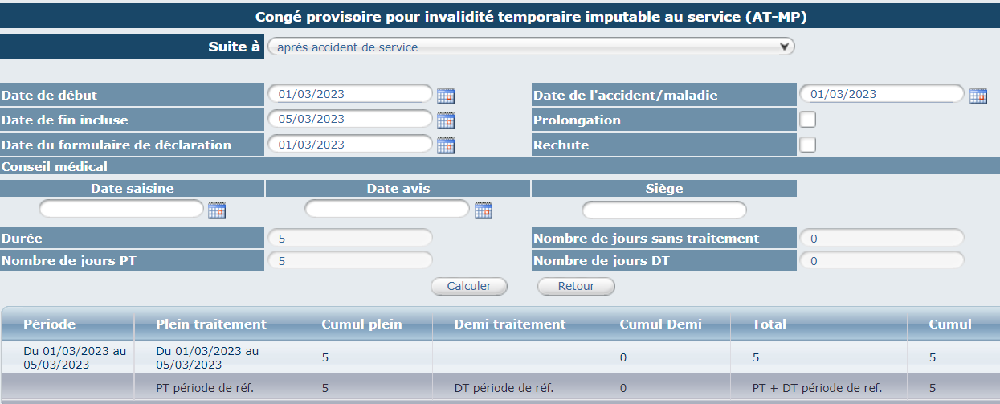 Congé provisoire pour invalidité temporaire imputable au service (AT-MP)
Suite à après accident de service
Date de début 01/03/2023 Date de l'accident/maladie 01/03/2023
Date de fin incluse 05/03/2023 Prolongation
Date du formulaire de déclaration 01/03/2023 Rechute
Conseil médical
Date saisine Date avis Siège
Durée 5 Nombre de jours sans traitement 0
Nombre de jours PT 5 Nombre de jours DT 0
Calculer Retour
Période Plein traitement Cumul plein Demi traitement Cumul Demi Total Cumul
Du 01/03/2023 au Du 01/03/2023 au 5 0 5 5
05/03/2023 05/03/2023
PT période de réf. 5 DT période de réf. 0 PT + DT période de ref. 5